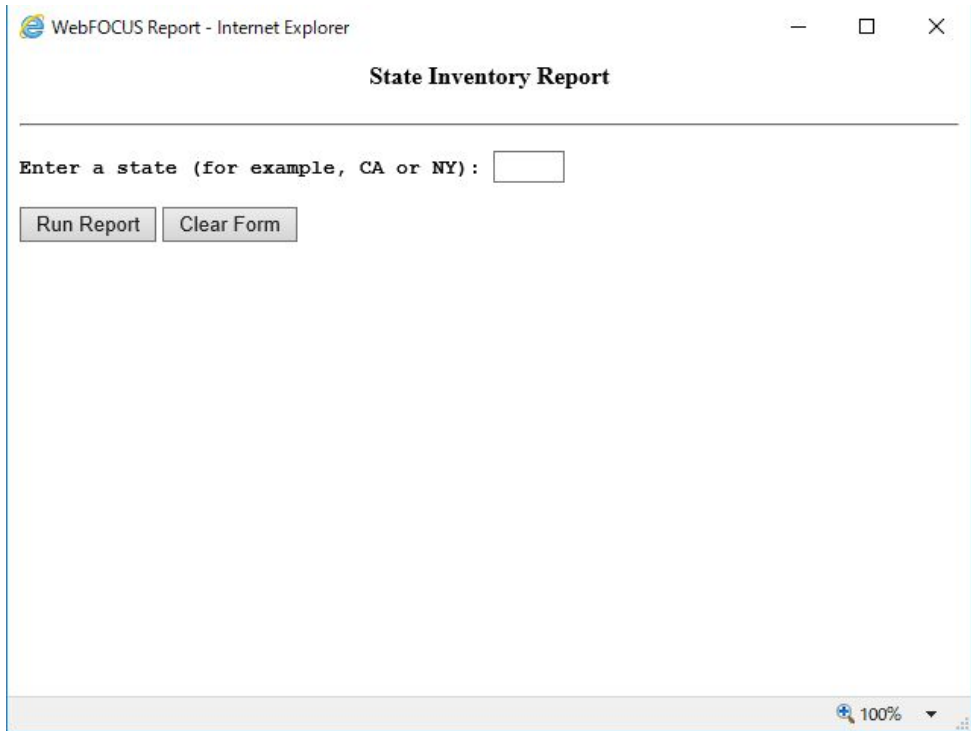 WebFOCUS Report - Internet Explorer
State Inventory Report
Enter a state (for example, CA or NY):
Run Report Clear Form
100%